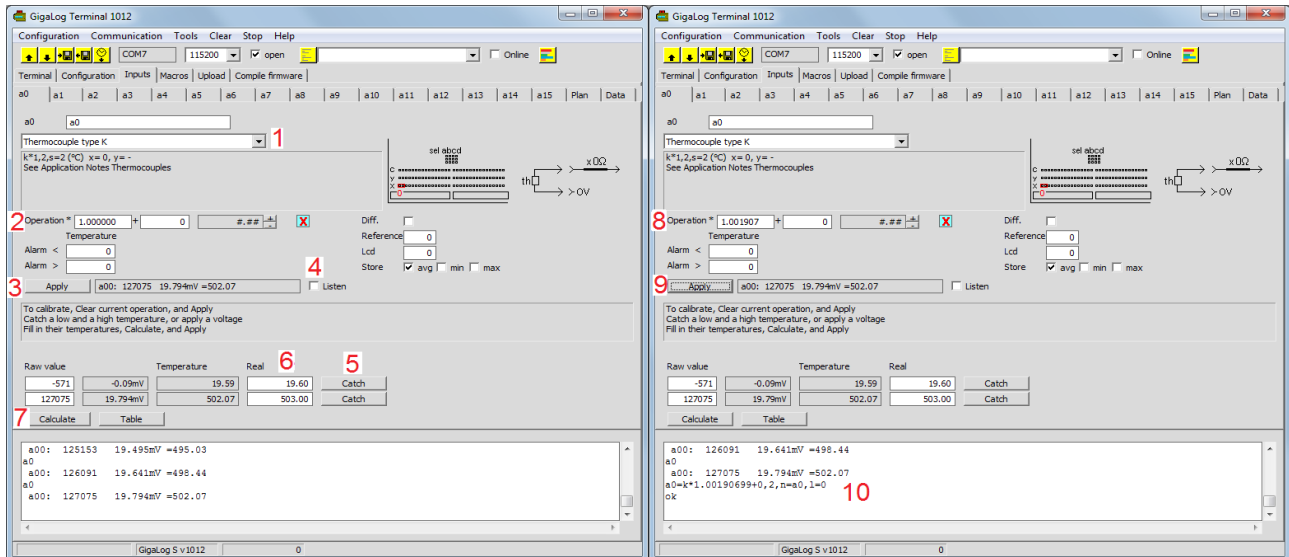 GigaLog Terminal 1012
Configuration Communication Tools Clear Stop Help
COM7 115200 open Online
Terminal Configuration Inputs Macros Upload Compile firmware
a0 a1 a2 a3 a4 a5 a6 a7 a8 a9 a10 a11 a12 a13 a14 a15 Plan Data
a0 a0
Thermocouple type K 1
k*1,2,s=2 (°C) x= 0, y= -
See Application Notes Thermocouples
sel abcd
c
y
x
0
th
x 0Ω
>0V
2 Operation * 1.000000 + 0 #.## X Diff.
Temperature Reference 0
Alarm < 0 Lcd 0
Alarm > 0 4 Store avg min max
3 Apply a00: 127075 19.794mV =502.07 Listen
To calibrate, Clear current operation, and Apply
Catch a low and a high temperature, or apply a voltage
Fill in their temperatures, Calculate, and Apply
Raw value Temperature Real 6 5
-571 -0.09mV 19.59 19.60 Catch
127075 19.794mV 502.07 503.00 Catch
7 Calculate Table
a00: 125153 19.495mV =495.03
a0
a00: 126091 19.641mV =498.44
a0
a00: 127075 19.794mV =502.07
GigaLog S v1012 0
GigaLog Terminal 1012
Configuration Communication Tools Clear Stop Help
COM7 115200 open Online
Terminal Configuration Inputs Macros Upload Compile firmware
a0 a1 a2 a3 a4 a5 a6 a7 a8 a9 a10 a11 a12 a13 a14 a15 Plan Data
a0 a0
Thermocouple type K
k*1,2,s=2 (°C) x= 0, y= -
See Application Notes Thermocouples
sel abcd
c
y
x
0
th
x 0Ω
>0V
8 Operation * 1.001907 + 0 #.## X Diff.
Temperature Reference 0
Alarm < 0 Lcd 0
Alarm > 0 Store avg min max
9 Apply a00: 127075 19.794mV =502.07 Listen
To calibrate, Clear current operation, and Apply
Catch a low and a high temperature, or apply a voltage
Fill in their temperatures, Calculate, and Apply
Raw value Temperature Real
-571 -0.09mV 19.59 19.60 Catch
127075 19.79mV 502.07 503.00 Catch
Calculate Table
a00: 126091 19.641mV =498.44
a0
a00: 127075 19.794mV =502.07
a0=k*1.00190699+0,2,n=a0,l=0 10
ok
GigaLog S v1012 0